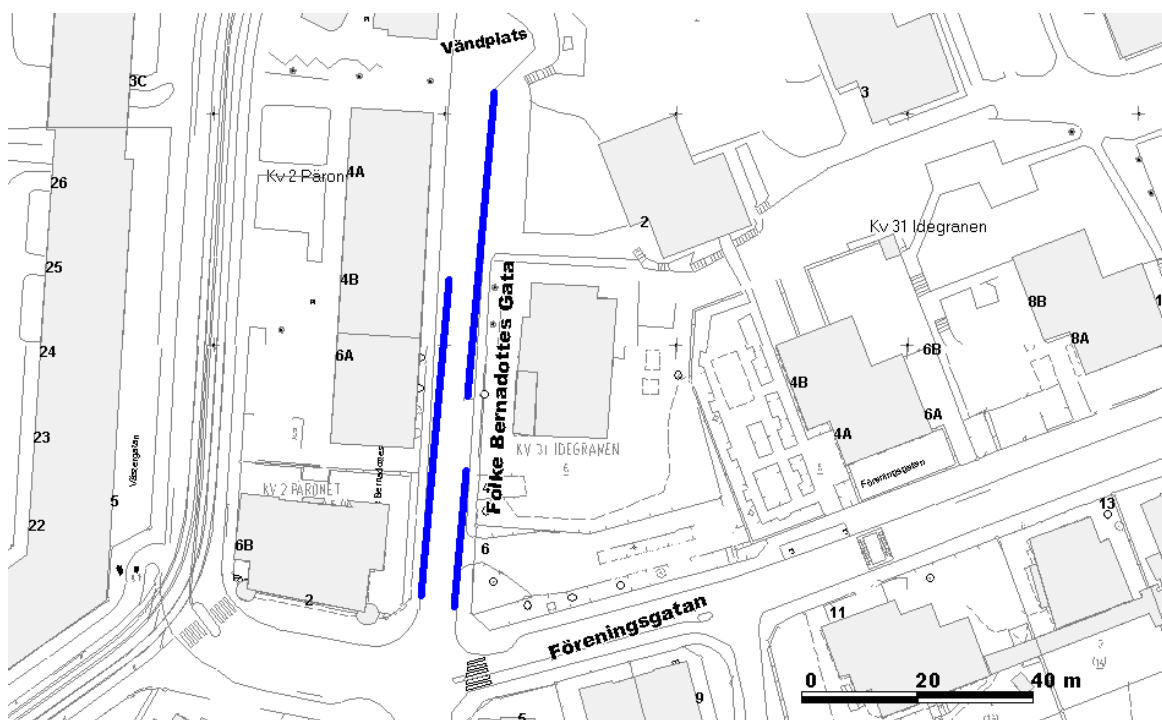 Vändplats
3C
3
26
Kv 2 Päron
4A
2
Kv 31 Idegranen
25
4B
8B
24
6A
8A
6B
4B
Folke Bernadottes Gata
6A
4A
23
KV 31 IDEGRANEN
6
Västergatan
Bernadottes
Föreningsgatan
KV 2 PÄRONET
5
22
13
6B
6
2
11
Föreningsgatan
9
5
0 20 40 m